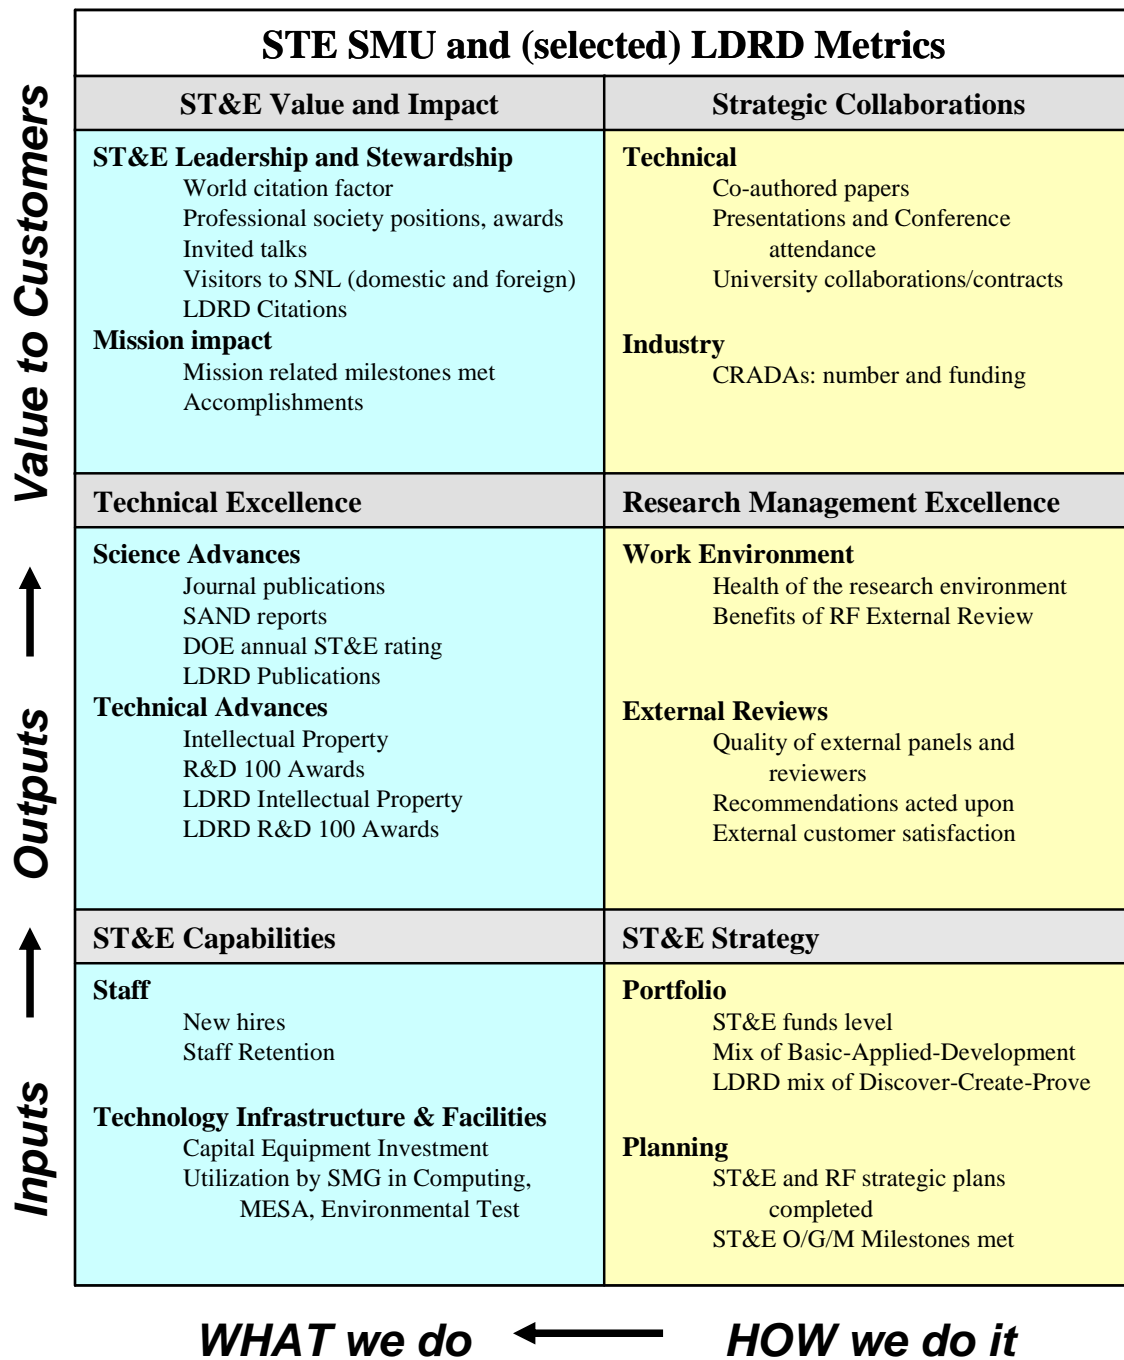 STE SMU and (selected) LDRD Metrics
Value to Customers
ST&E Value and Impact
ST&E Leadership and Stewardship
World citation factor
Professional society positions, awards
Invited talks
Visitors to SNL (domestic and foreign)
LDRD Citations
Mission impact
Mission related milestones met
Accomplishments
Strategic Collaborations
Technical
Co-authored papers
Presentations and Conference
attendance
University collaborations/contracts
Industry
CRADAs: number and funding
Outputs
Technical Excellence
Science Advances
Journal publications
SAND reports
DOE annual ST&E rating
LDRD Publications
Technical Advances
Intellectual Property
R&D 100 Awards
LDRD Intellectual Property
LDRD R&D 100 Awards
Research Management Excellence
Work Environment
Health of the research environment
Benefits of RF External Review
External Reviews
Quality of external panels and
reviewers
Recommendations acted upon
External customer satisfaction
Inputs
ST&E Capabilities
Staff
New hires
Staff Retention
Technology Infrastructure & Facilities
Capital Equipment Investment
Utilization by SMG in Computing,
MESA, Environmental Test
ST&E Strategy
Portfolio
ST&E funds level
Mix of Basic-Applied-Development
LDRD mix of Discover-Create-Prove
Planning
ST&E and RF strategic plans
completed
ST&E O/G/M Milestones met
WHAT we do
HOW we do it